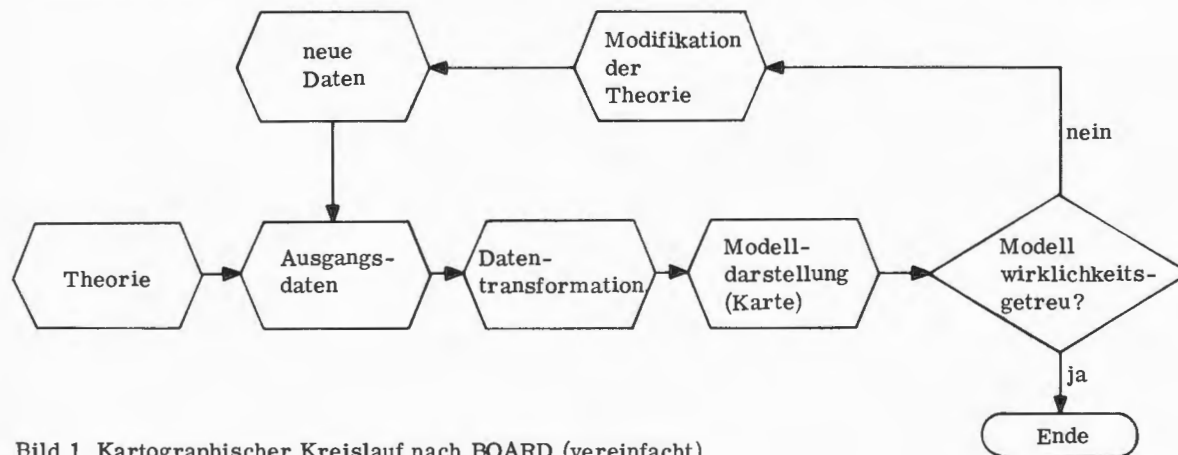 neue
Daten
Modifikation
der
Theorie
nein
Theorie
Ausgangs-
daten
Daten-
transformation
Modell-
darstellung
(Karte)
Modell
wirklichkeits-
getreu?
ja
Ende
Bild 1. Kartographischer Kreislauf nach BOARD (vereinfacht)